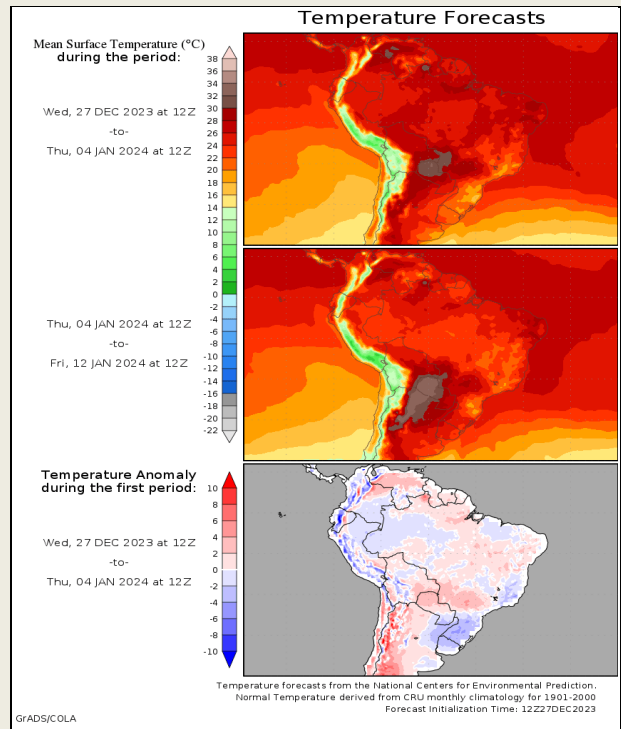 Temperature Forecasts
Mean Surface Temperature (°C)
during the period:
38
36
34
32
30
28
26
24
22
20
18
16
14
12
10
8
6
4
2
0
-2
-4
-6
-8
-10
-12
-14
-16
-18
-20
-22
Wed, 27 DEC 2023 at 12Z
-to-
Thu, 04 JAN 2024 at 12Z
Thu, 04 JAN 2024 at 12Z
-to-
Fri, 12 JAN 2024 at 12Z
Temperature Anomaly
during the first period:
10
8
6
4
2
0
-2
-4
-6
-8
-10
Wed, 27 DEC 2023 at 12Z
-to-
Thu, 04 JAN 2024 at 12Z
Temperature forecasts from the National Centers for Environmental Prediction.
Normal Temperature derived from CRU monthly climatology for 1901-2000
Forecast Initialization Time: 12Z27DEC2023
GrADS/COLA